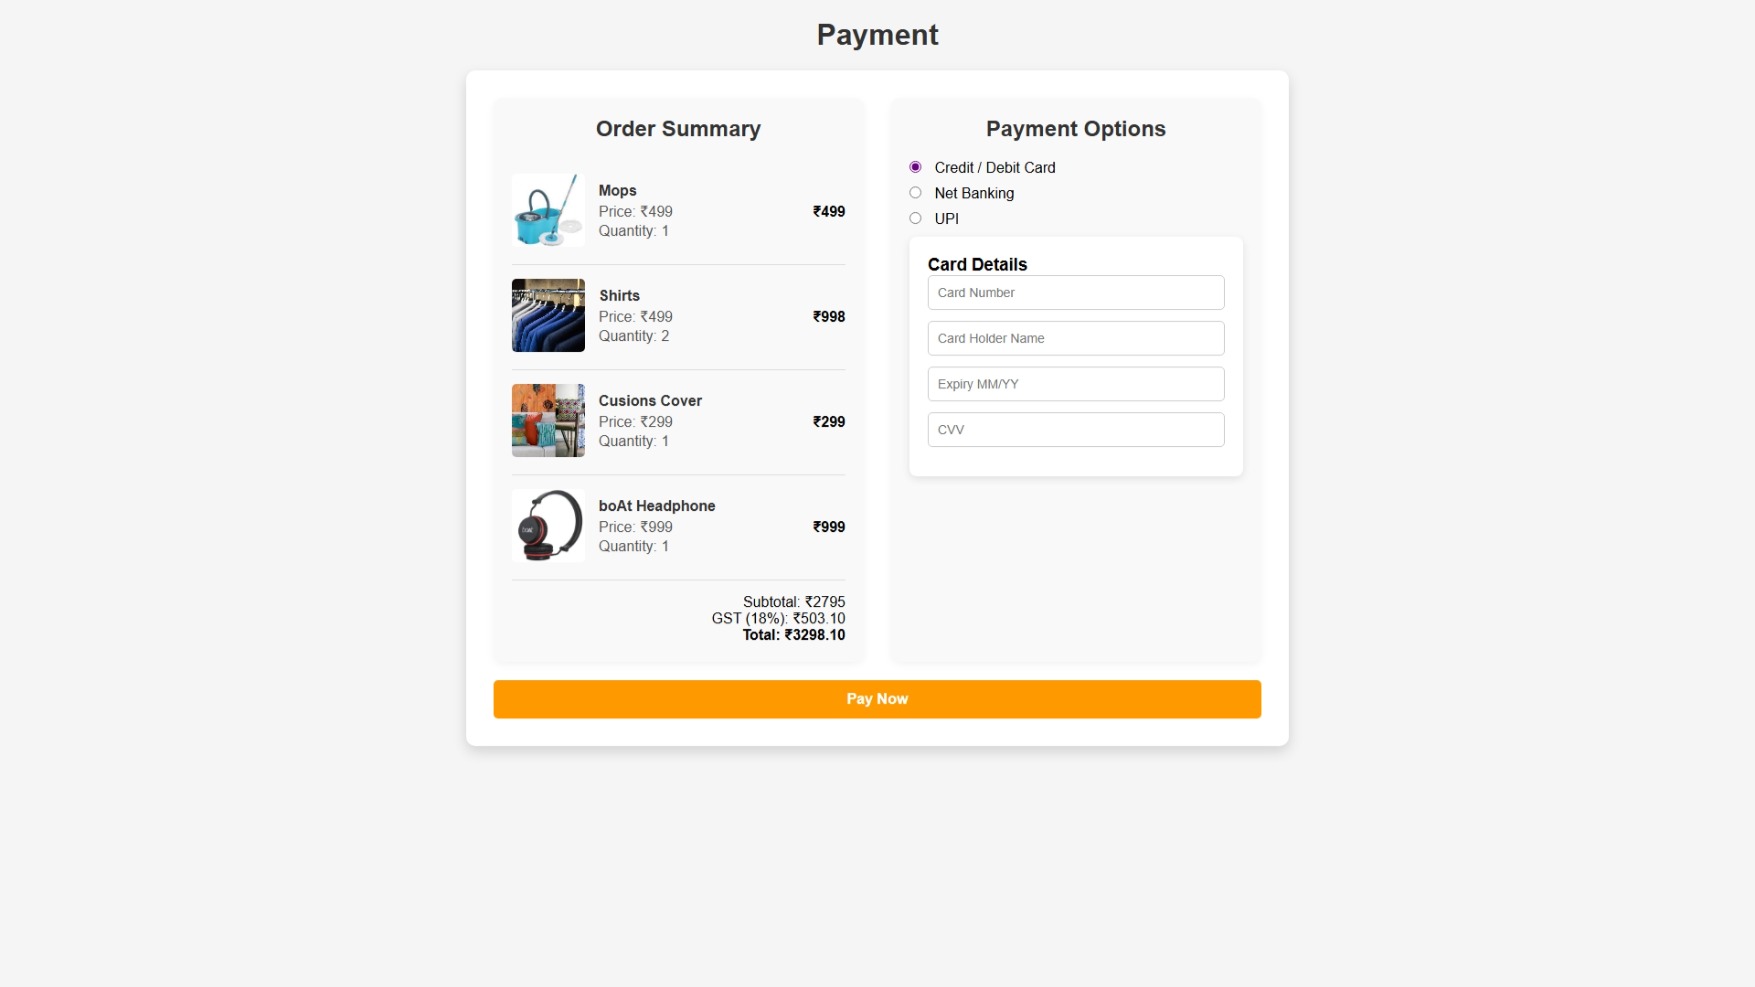 Payment
Order Summary
Mops
Price: ₹499
₹499
Quantity: 1
Shirts
Price: ₹499
₹998
Quantity: 2
Cusions Cover
Price: ₹299
₹299
Quantity: 1
boAt Headphone
Price: ₹999
₹999
Quantity: 1
Subtotal: ₹2795
GST (18%): ₹503.10
Total: ₹3298.10
Payment Options
Credit / Debit Card
Net Banking
UPI
Card Details
Card Number
Card Holder Name
Expiry MM/YY
CVV
Pay Now